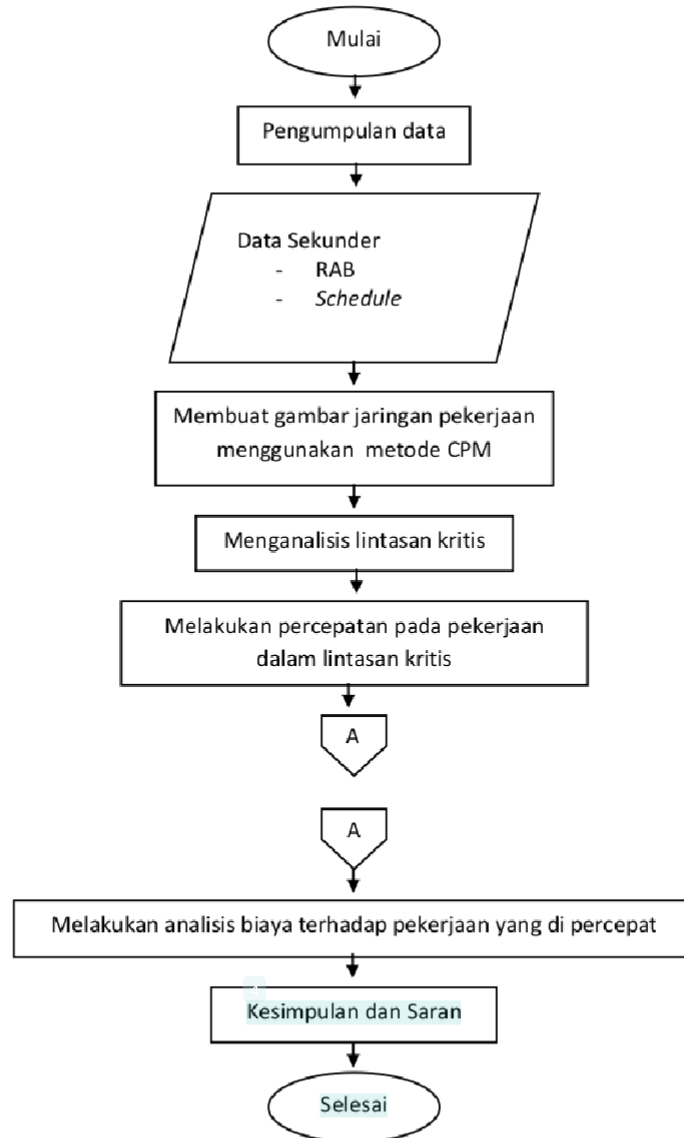 Mulai
Pengumpulan data
Data Sekunder
- RAB
- Schedule
Membuat gambar jaringan pekerjaan
menggunakan metode CPM
Menganalisis lintasan kritis
Melakukan percepatan pada pekerjaan
dalam lintasan kritis
A
A
Melakukan analisis biaya terhadap pekerjaan yang di percepat
Kesimpulan dan Saran
Selesai